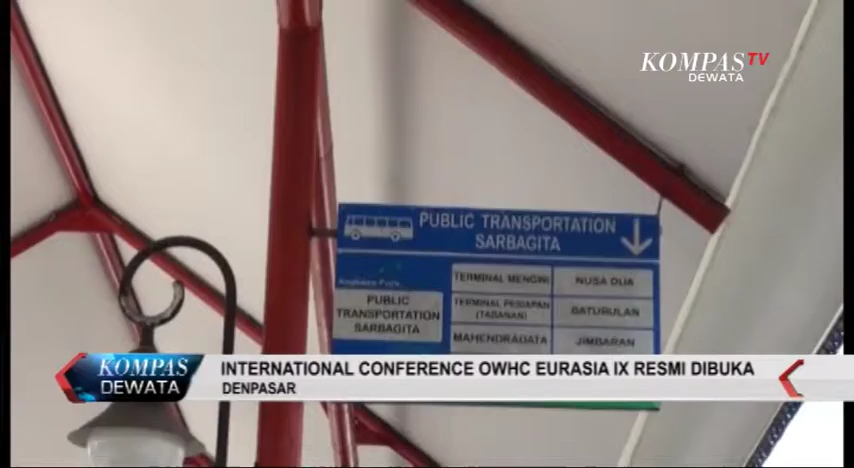 KOMPAS TV
DEWATA
PUBLIC TRANSPORTATION
SARBAGITA
TERMINAL MENGWI
NUSA DUA
PUBLIC
TRANSPORTATION
SARBAGITA
TERMINAL PESIAPAN
(TABANAN)
BATUBULAN
MAHENDRADATA
JIMBARAN
KOMPAS
DEWATA
INTERNATIONAL CONFERENCE OWHC EURASIA IX RESMI DIBUKA
DENPASAR